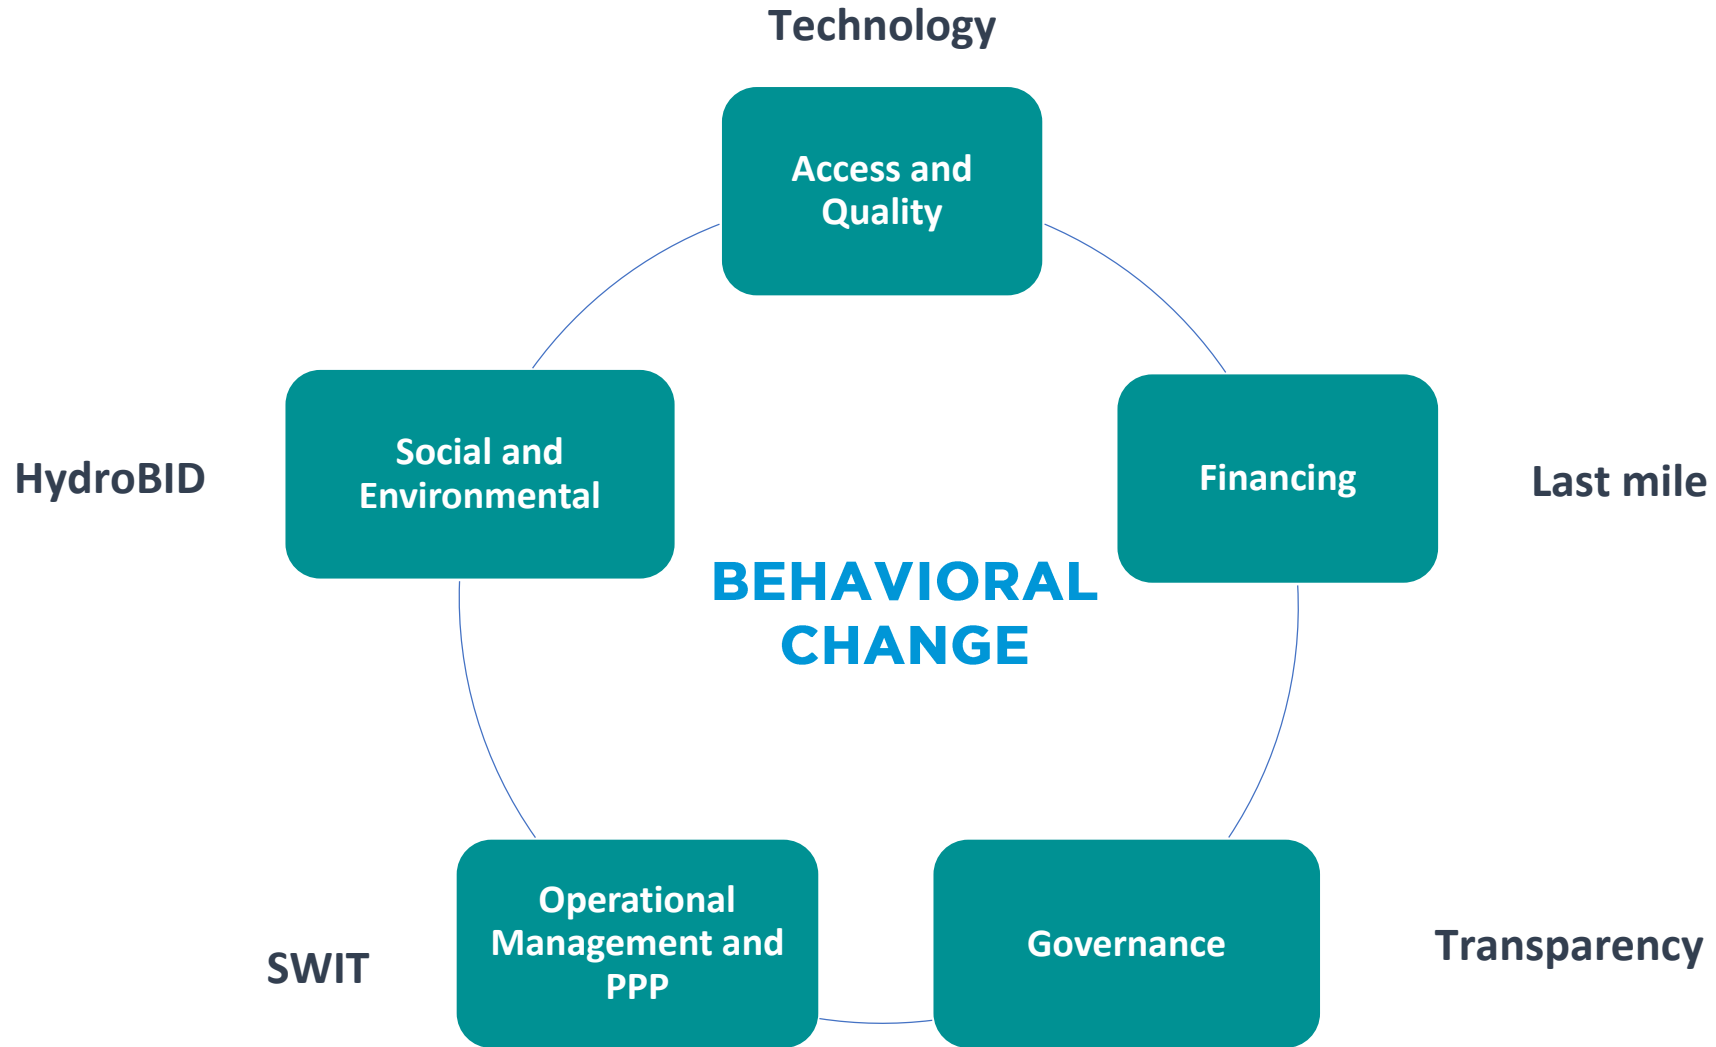 Technology
Access and
Quality
Social and
Environmental
HydroBID
Financing
Last mile
BEHAVIORAL
CHANGE
Operational
Management and
PPP
SWIT
Governance
Transparency